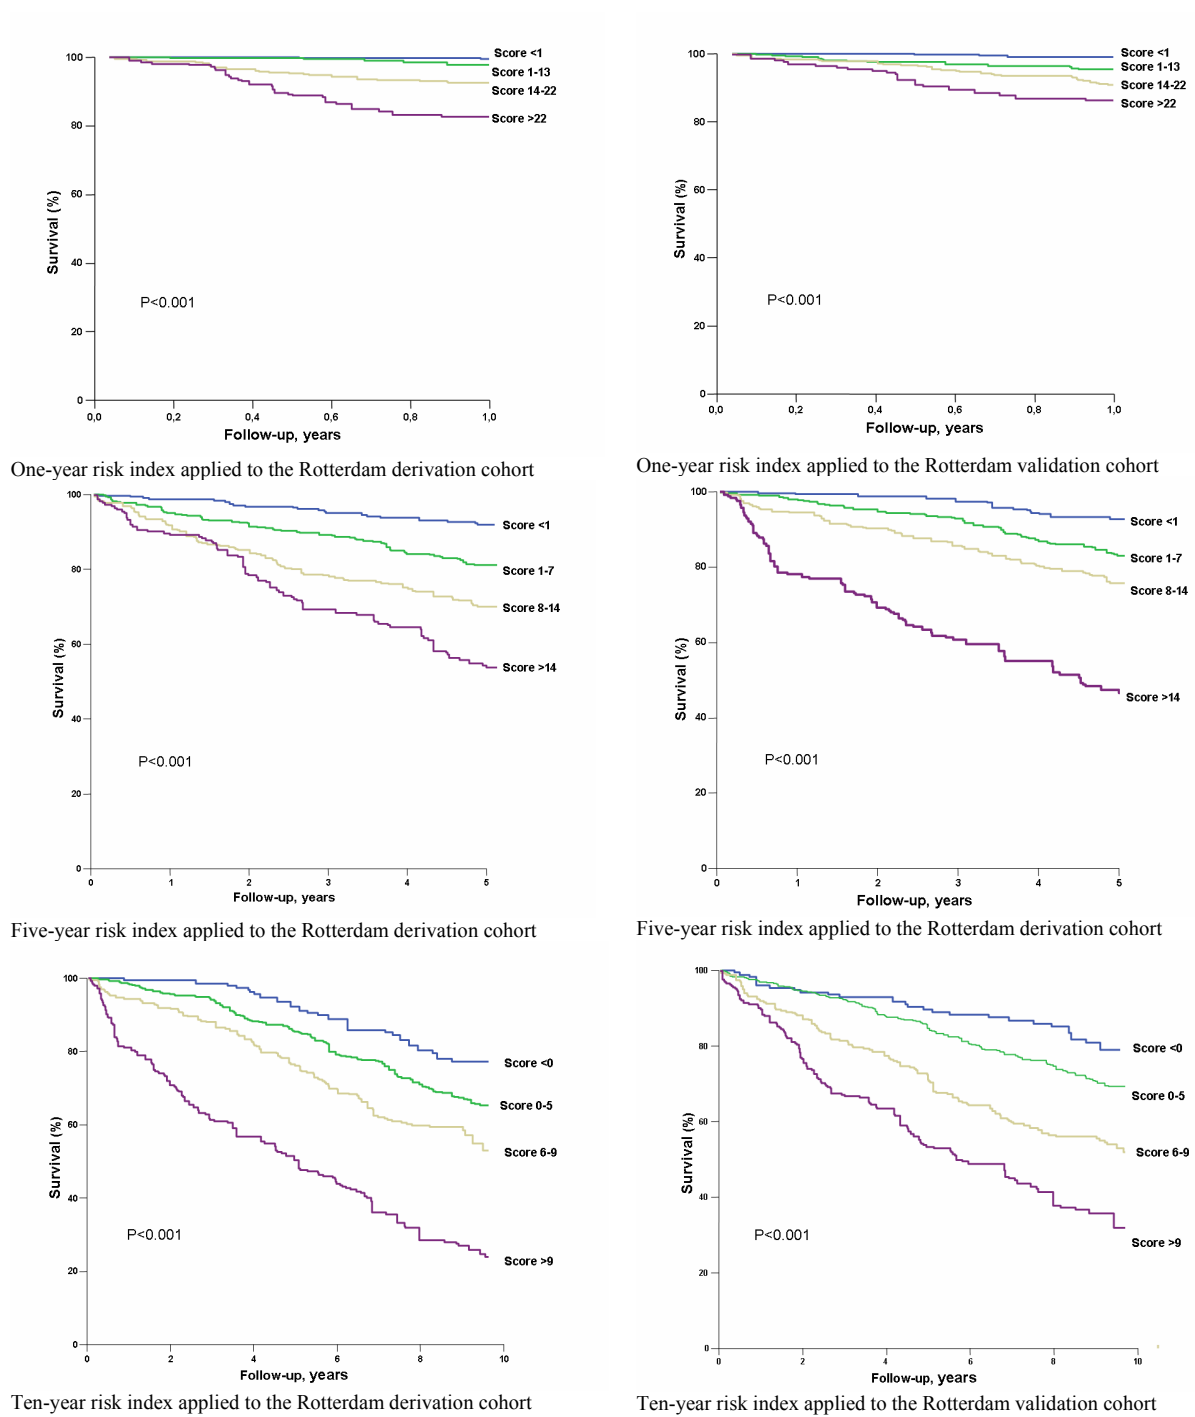 Score <1
Score 1-13
Score 14-22
Score >22
100
80
60
40
20
0
Survival (%)
P<0.001
0,0 0,2 0,4 0,6 0,8 1,0
Follow-up, years
One-year risk index applied to the Rotterdam derivation cohort
Score <1
Score 1-13
Score 14-22
Score >22
100
80
60
40
20
0
Survival (%)
P<0.001
0,0 0,2 0,4 0,6 0,8 1,0
Follow-up, years
One-year risk index applied to the Rotterdam validation cohort
Score <1
Score 1-7
Score 8-14
Score >14
100
80
60
40
20
0
Survival (%)
P<0.001
0 1 2 3 4 5
Follow-up, years
Five-year risk index applied to the Rotterdam derivation cohort
Score <1
Score 1-7
Score 8-14
Score >14
100
80
60
40
20
0
Survival (%)
P<0.001
0 1 2 3 4 5
Follow-up, years
Five-year risk index applied to the Rotterdam derivation cohort
Score <0
Score 0-5
Score 6-9
Score >9
100
80
60
40
20
0
Survival (%)
P<0.001
0 2 4 6 8 10
Follow-up, years
Ten-year risk index applied to the Rotterdam derivation cohort
Score <0
Score 0-5
Score 6-9
Score >9
100
80
60
40
20
0
Survival (%)
P<0.001
0 2 4 6 8 10
Follow-up, years
Ten-year risk index applied to the Rotterdam validation cohort